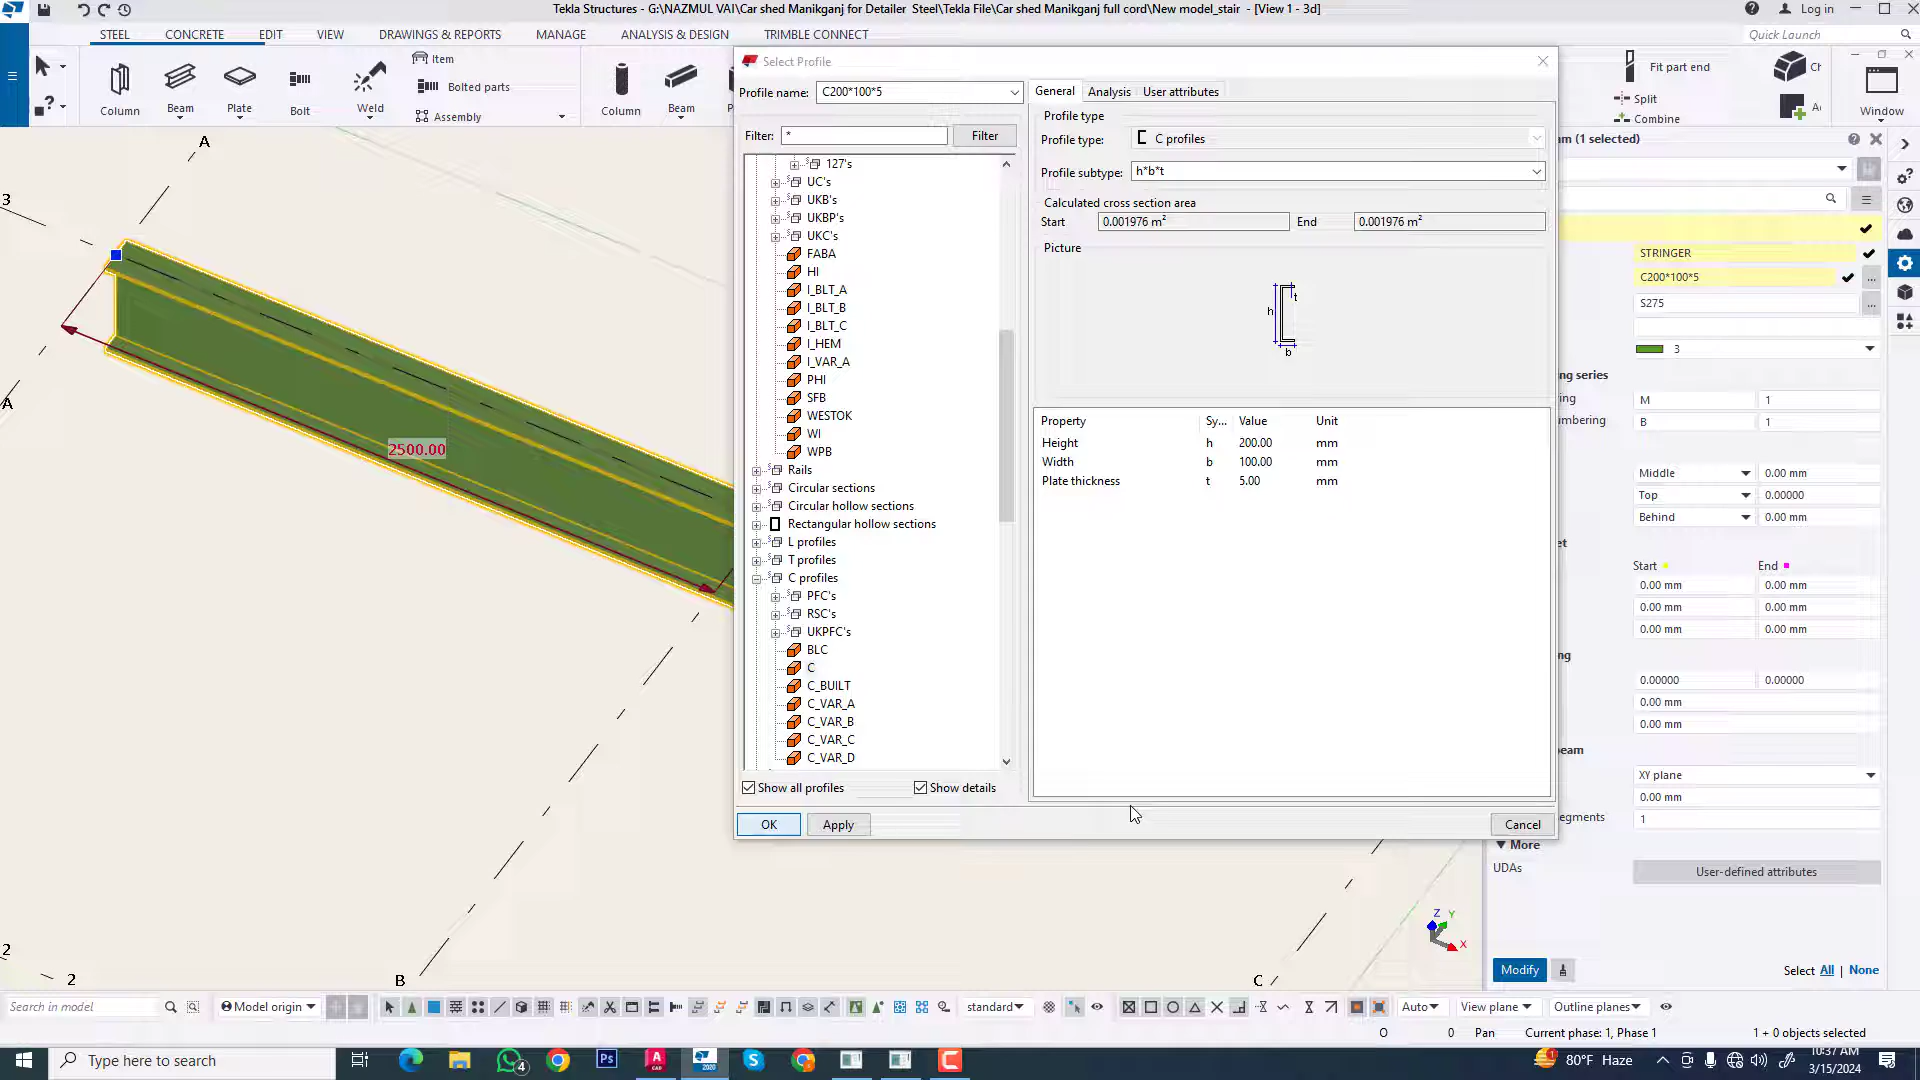 Tekla Structures - G:\NAZMUL VAI\Car shed Manikganj for Detailer Steel\Tekla File\Car shed Manikganj full cord\New model_stair - [View 1 - 3d]
Log in
STEEL CONCRETE EDIT VIEW DRAWINGS & REPORTS MANAGE ANALYSIS & DESIGN TRIMBLE CONNECT
Quick Launch
Column Beam Plate Bolt Weld
Item
Bolted parts
Assembly
Column Beam
Fit part end
Split
Combine
Window
Select Profile
Profile name: C200*100*5
Filter: *
Filter
127's
UC's
UKB's
UKBP's
UKC's
FABA
HI
I_BLT_A
I_BLT_B
I_BLT_C
I_HEM
I_VAR_A
PHI
SFB
WESTOK
WI
WPB
Rails
Circular sections
Circular hollow sections
Rectangular hollow sections
L profiles
T profiles
C profiles
PFC's
RSC's
UKPFC's
BLC
C
C_BUILT
C_VAR_A
C_VAR_B
C_VAR_C
C_VAR_D
Show all profiles
Show details
OK
Apply
Cancel
General Analysis User attributes
Profile type
Profile type: C profiles
Profile subtype: h*b*t
Calculated cross section area
Start 0.001976 m² End 0.001976 m²
Picture
h
t
b
Property Sy... Value Unit
Height h 200.00 mm
Width b 100.00 mm
Plate thickness t 5.00 mm
(1 selected)
STRINGER
C200*100*5
...
S275
...
3
ng series
M 1
umbering
B 1
Middle 0.00 mm
Top 0.00000
Behind 0.00 mm
Start End
0.00 mm 0.00 mm
0.00 mm 0.00 mm
0.00 mm 0.00 mm
0.00000 0.00000
0.00 mm
0.00 mm
XY plane
0.00 mm
egments 1
More
UDAs
User-defined attributes
Modify
Select All | None
A
3
A
2500.00
2
2
B
C
Z
Y
X
Search in model
Model origin
standard
Auto
View plane
Outline planes
O 0 Pan Current phase: 1, Phase 1 1 + 0 objects selected
Type here to search
4
Ps
2020
S
80°F Haze
10:37 AM
3/15/2024